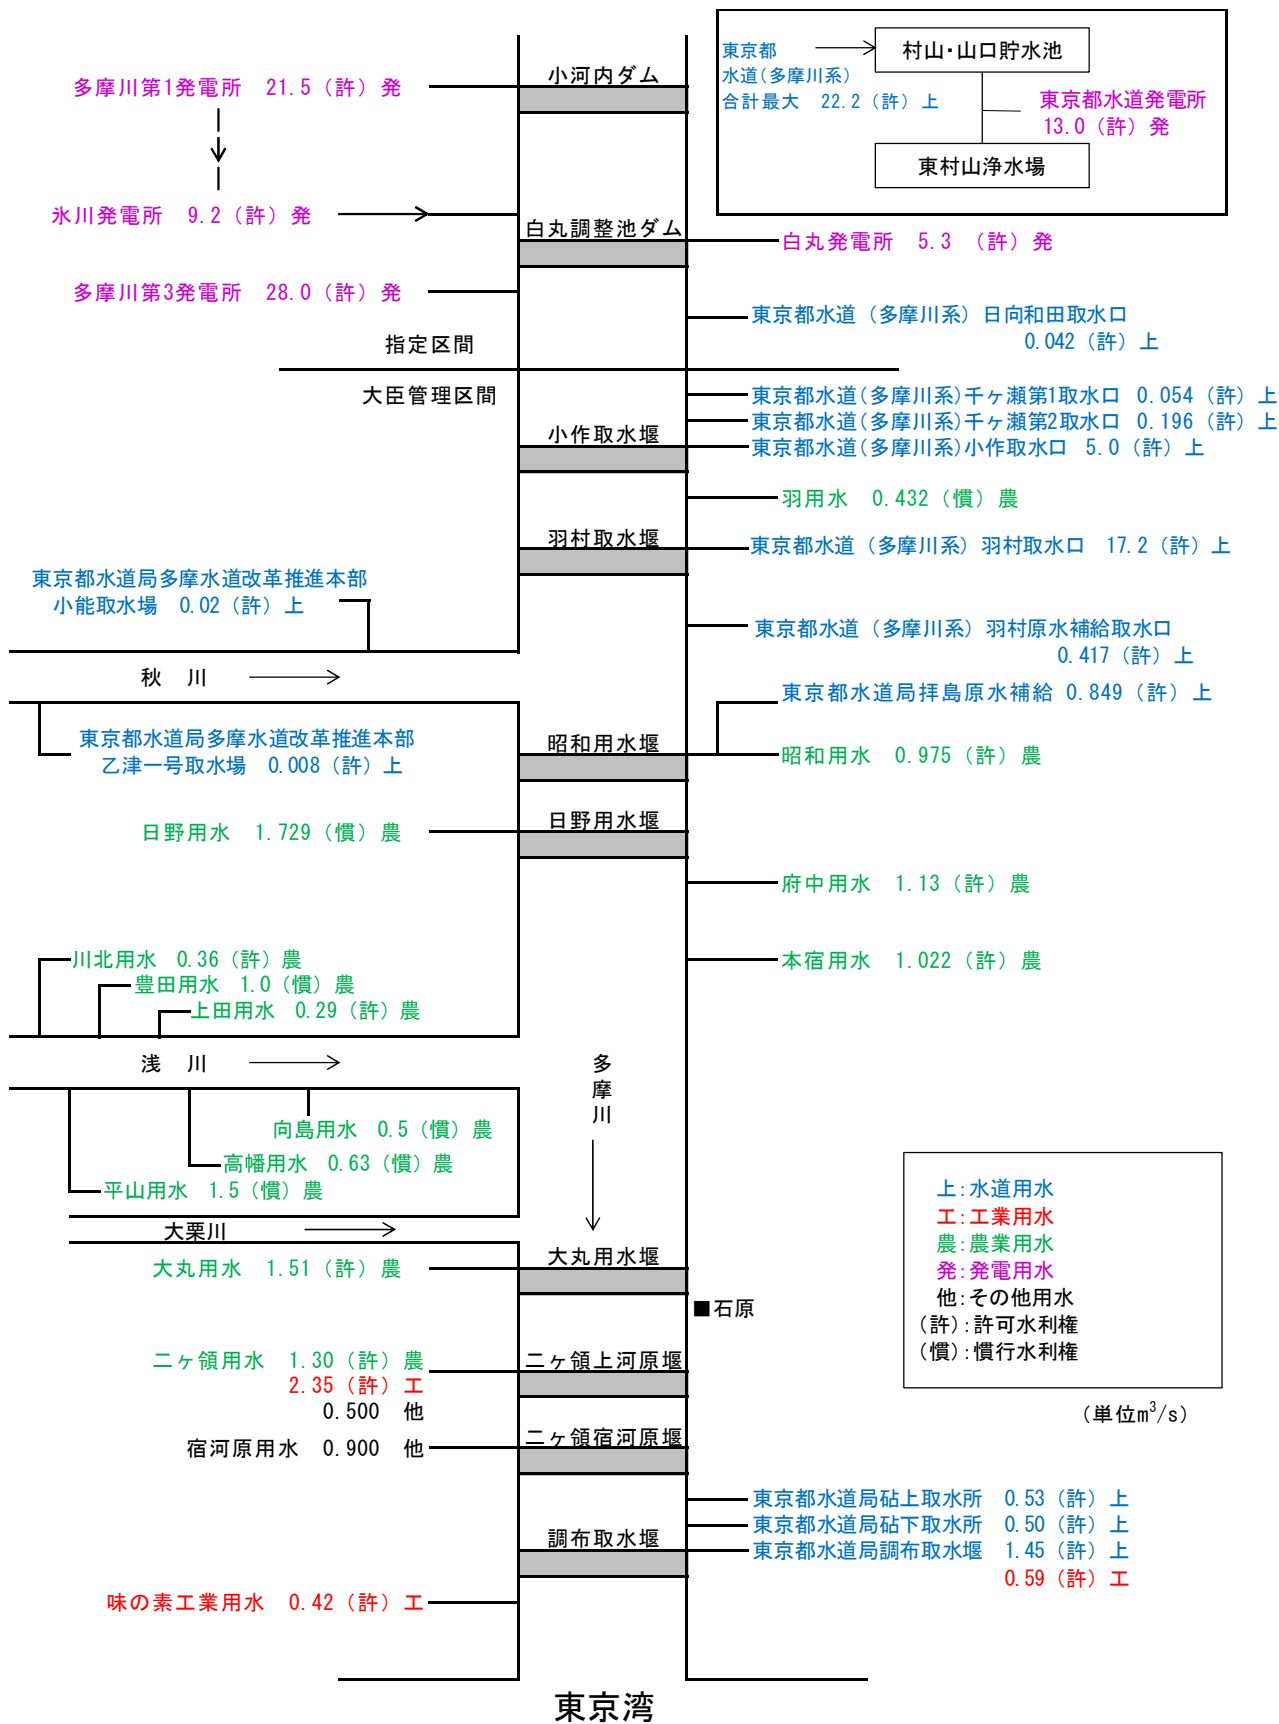 小河内ダム
東京都
水道(多摩川系)
合計最大 22.2(許)上
村山・山口貯水池
東京都水道発電所
13.0(許)発
東村山浄水場
多摩川第1発電所 21.5(許)発
氷川発電所 9.2(許)発
白丸調整池ダム
白丸発電所 5.3 (許)発
多摩川第3発電所 28.0(許)発
東京都水道(多摩川系)日向和田取水口
0.042(許)上
指定区間
大臣管理区間
東京都水道(多摩川系)千ヶ瀬第1取水口 0.054(許)上
東京都水道(多摩川系)千ヶ瀬第2取水口 0.196(許)上
小作取水堰
東京都水道(多摩川系)小作取水口 5.0(許)上
羽用水 0.432(慣)農
羽村取水堰
東京都水道(多摩川系)羽村取水口 17.2(許)上
東京都水道局多摩水道改革推進本部
小能取水場 0.02(許)上
東京都水道(多摩川系)羽村原水補給取水口
0.417(許)上
秋 川
東京都水道局拝島原水補給 0.849(許)上
東京都水道局多摩水道改革推進本部
乙津一号取水場 0.008(許)上
昭和用水堰
昭和用水 0.975(許)農
日野用水 1.729(慣)農
日野用水堰
府中用水 1.13(許)農
川北用水 0.36(許)農
豊田用水 1.0(慣)農
上田用水 0.29(許)農
本宿用水 1.022(許)農
浅 川
多摩川
向島用水 0.5(慣)農
高幡用水 0.63(慣)農
平山用水 1.5(慣)農
大栗川
大丸用水 1.51(許)農
大丸用水堰
■石原
上:水道用水
工:工業用水
農:農業用水
発:発電用水
他:その他用水
(許):許可水利権
(慣):慣行水利権
(単位m³/s)
二ヶ領用水 1.30(許)農
2.35(許)工
0.500 他
二ヶ領上河原堰
宿河原用水 0.900 他
二ヶ領宿河原堰
東京都水道局砧上取水所 0.53(許)上
東京都水道局砧下取水所 0.50(許)上
調布取水堰
東京都水道局調布取水堰 1.45(許)上
0.59(許)工
味の素工業用水 0.42(許)工
東京湾